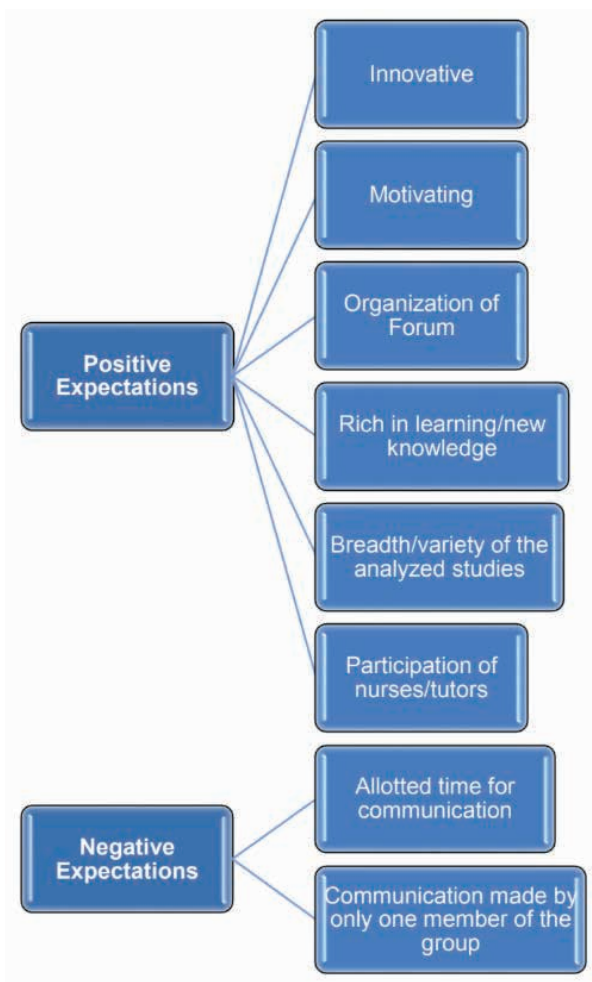 Innovative
Motivating
Organization of
Forum
Positive
Expectations
Rich in learning/new
knowledge
Breadth/variety of the
analyzed studies
Participation of
nurses/tutors
Allotted time for
communication
Negative
Expectations
Communication made by
only one member of the
group